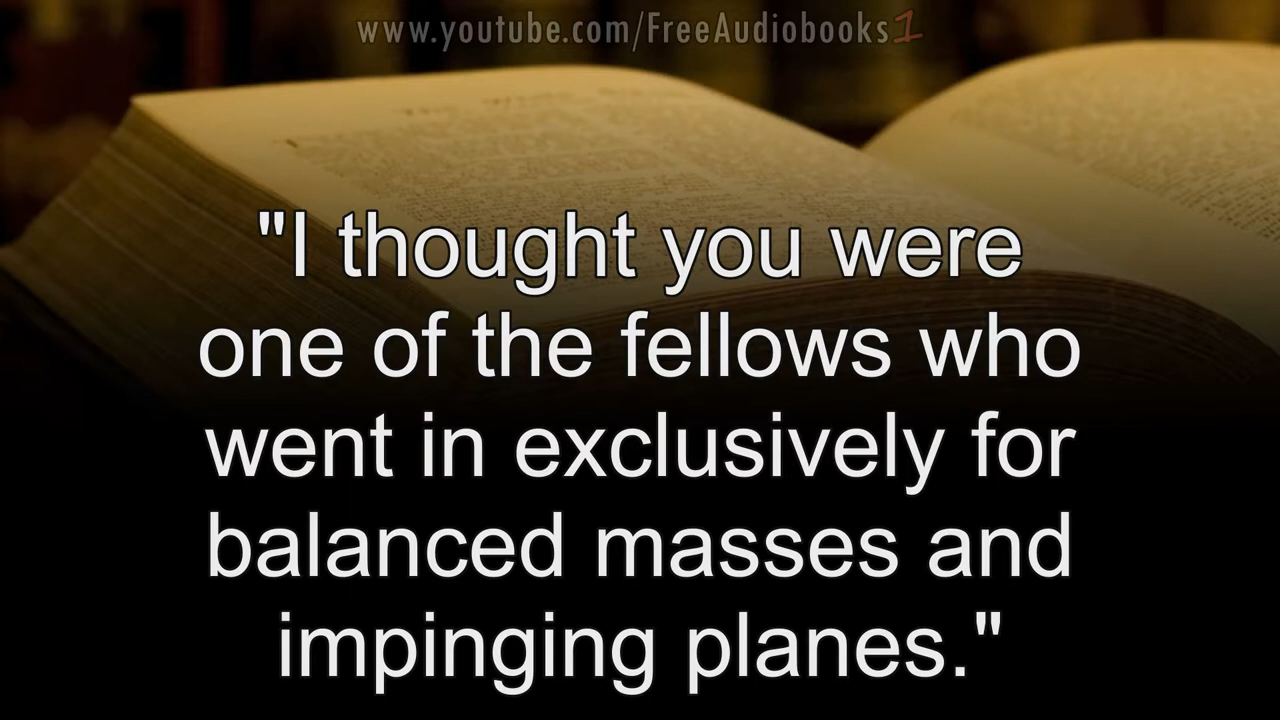 www.youtube.com/FreeAudiobooks1
"I thought you were
one of the fellows who
went in exclusively for
balanced masses and
impinging planes."